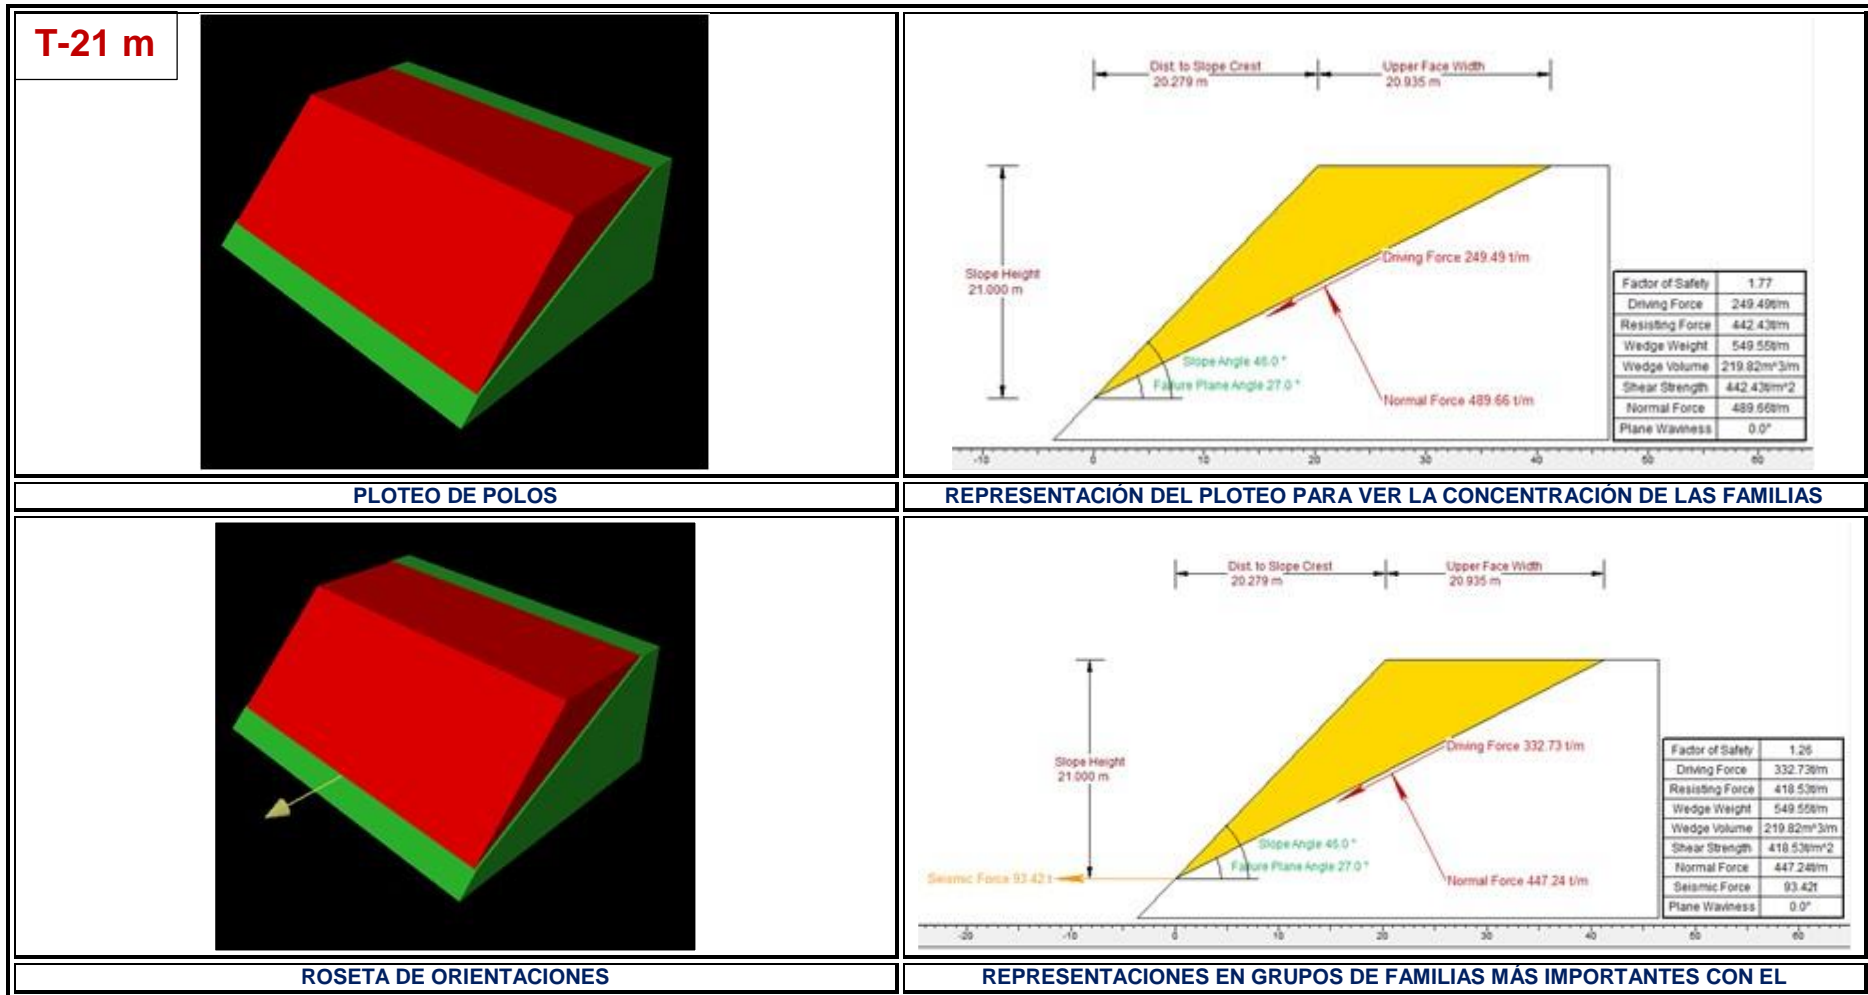 T-21 m
Dist. to Slope Crest
20.279 m
Upper Face Width
20.935 m
Slope Height
21.000 m
Driving Force 249.49 t/m
Slope Angle 46.0 °
Failure Plane Angle 27.0 °
Normal Force 489.66 t/m
Factor of Safety 1.77
Driving Force 249.49t/m
Resisting Force 442.43t/m
Wedge Weight 549.55t/m
Wedge Volume 219.82m^3/m
Shear Strength 442.43t/m^2
Normal Force 489.66t/m
Plane Waviness 0.0°
-10 0 10 20 30 40 50 60
PLOTEO DE POLOS
REPRESENTACIÓN DEL PLOTEO PARA VER LA CONCENTRACIÓN DE LAS FAMILIAS
Dist. to Slope Crest
20.279 m
Upper Face Width
20.935 m
Slope Height
21.000 m
Driving Force 332.73 t/m
Slope Angle 46.0 °
Failure Plane Angle 27.0 °
Seismic Force 93.42 t
Normal Force 447.24 t/m
Factor of Safety 1.26
Driving Force 332.73t/m
Resisting Force 418.53t/m
Wedge Weight 549.55t/m
Wedge Volume 219.82m^3/m
Shear Strength 418.53t/m^2
Normal Force 447.24t/m
Seismic Force 93.42t
Plane Waviness 0.0°
-20 -10 0 10 20 30 40 50 60
ROSETA DE ORIENTACIONES
REPRESENTACIONES EN GRUPOS DE FAMILIAS MÁS IMPORTANTES CON EL